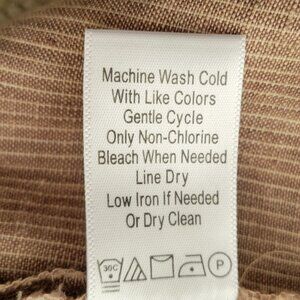 Machine Wash Cold
With Like Colors
Gentle Cycle
Only Non-Chlorine
Bleach When Needed
Line Dry
Low Iron If Needed
Or Dry Clean
30C P